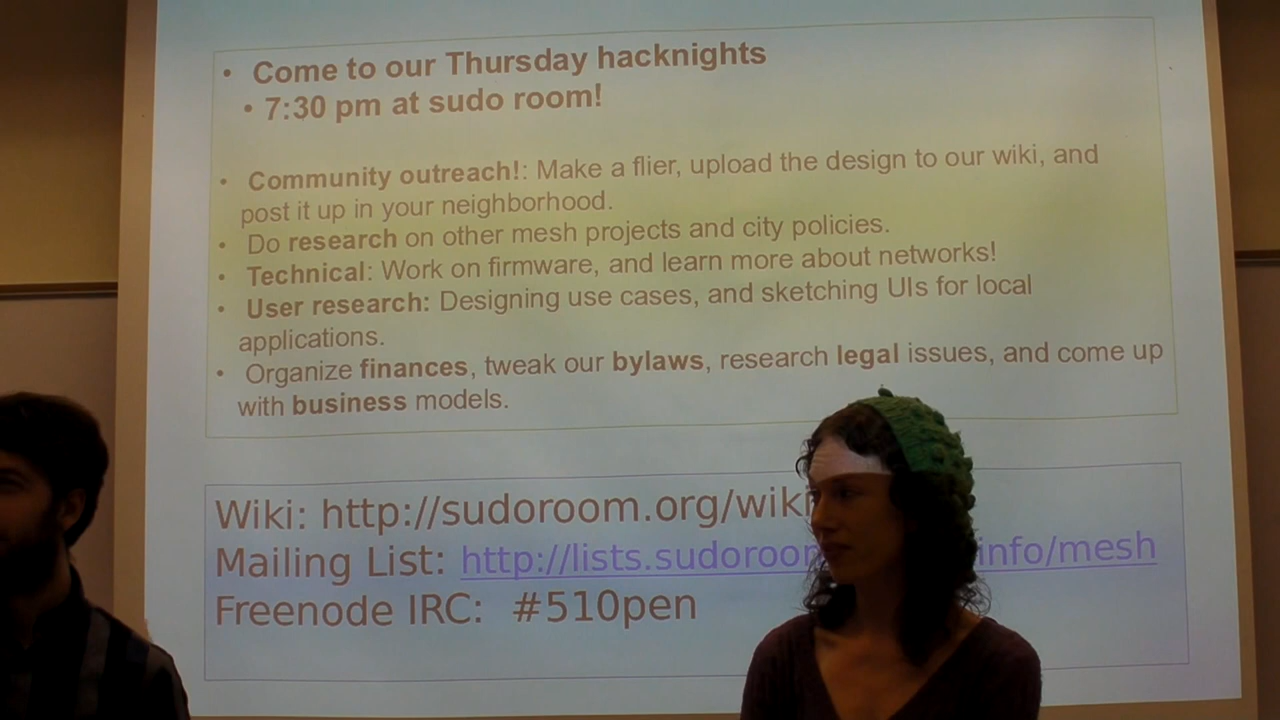 • Come to our Thursday hacknights
• 7:30 pm at sudo room!
• Community outreach!: Make a flier, upload the design to our wiki, and
post it up in your neighborhood.
• Do research on other mesh projects and city policies.
• Technical: Work on firmware, and learn more about networks!
• User research: Designing use cases, and sketching UIs for local
applications.
• Organize finances, tweak our bylaws, research legal issues, and come up
with business models.
Wiki: http://sudoroom.org/wiki
Mailing List: http://lists.sudoroom info/mesh
Freenode IRC: #510pen